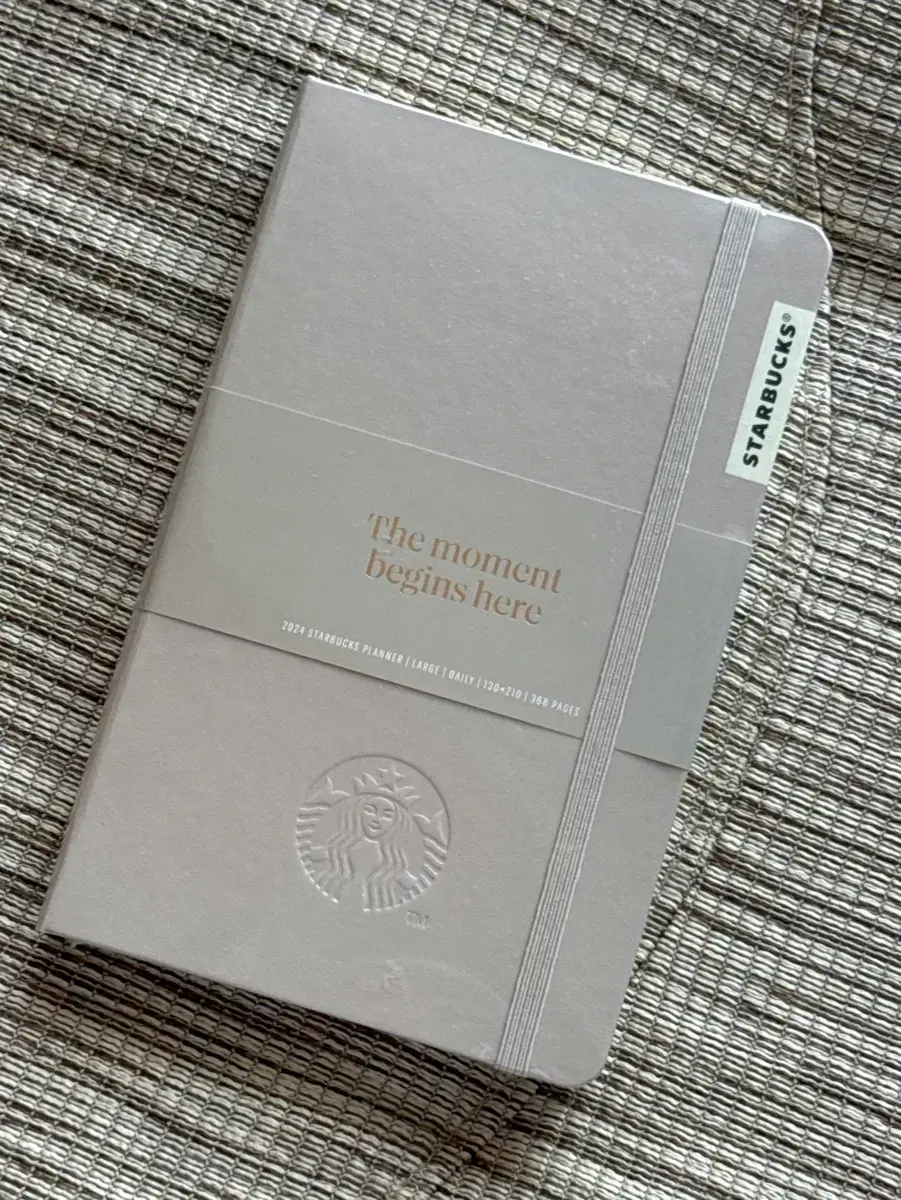 STARBUCKS®
The moment
begins here
2024 STARBUCKS PLANNER | LARGE | DAILY | 130×210 | 368 PAGES